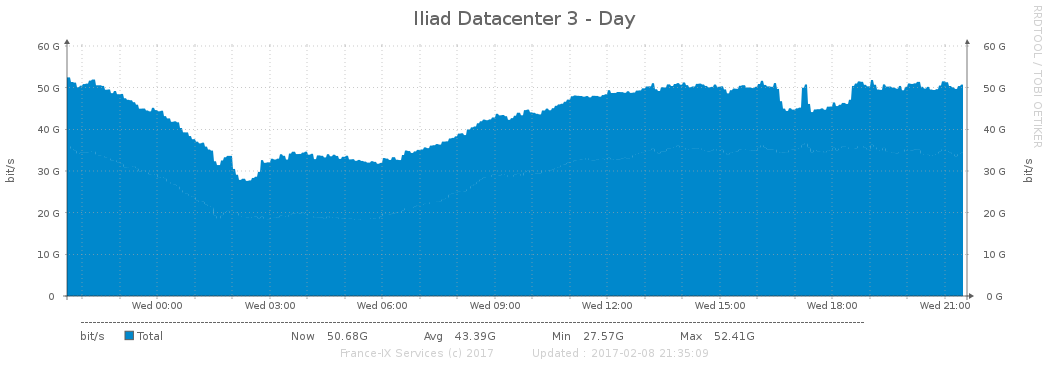 Iliad Datacenter 3 - Day
RRDTOOL / TOBI OETIKER
60 G 60 G
50 G 50 G
40 G 40 G
30 G 30 G
20 G 20 G
10 G 10 G
0 0 G
bit/s bit/s
Wed 00:00 Wed 03:00 Wed 06:00 Wed 09:00 Wed 12:00 Wed 15:00 Wed 18:00 Wed 21:00
bit/s Total Now 50.68G Avg 43.39G Min 27.57G Max 52.41G
France-IX Services (c) 2017 Updated : 2017-02-08 21:35:09